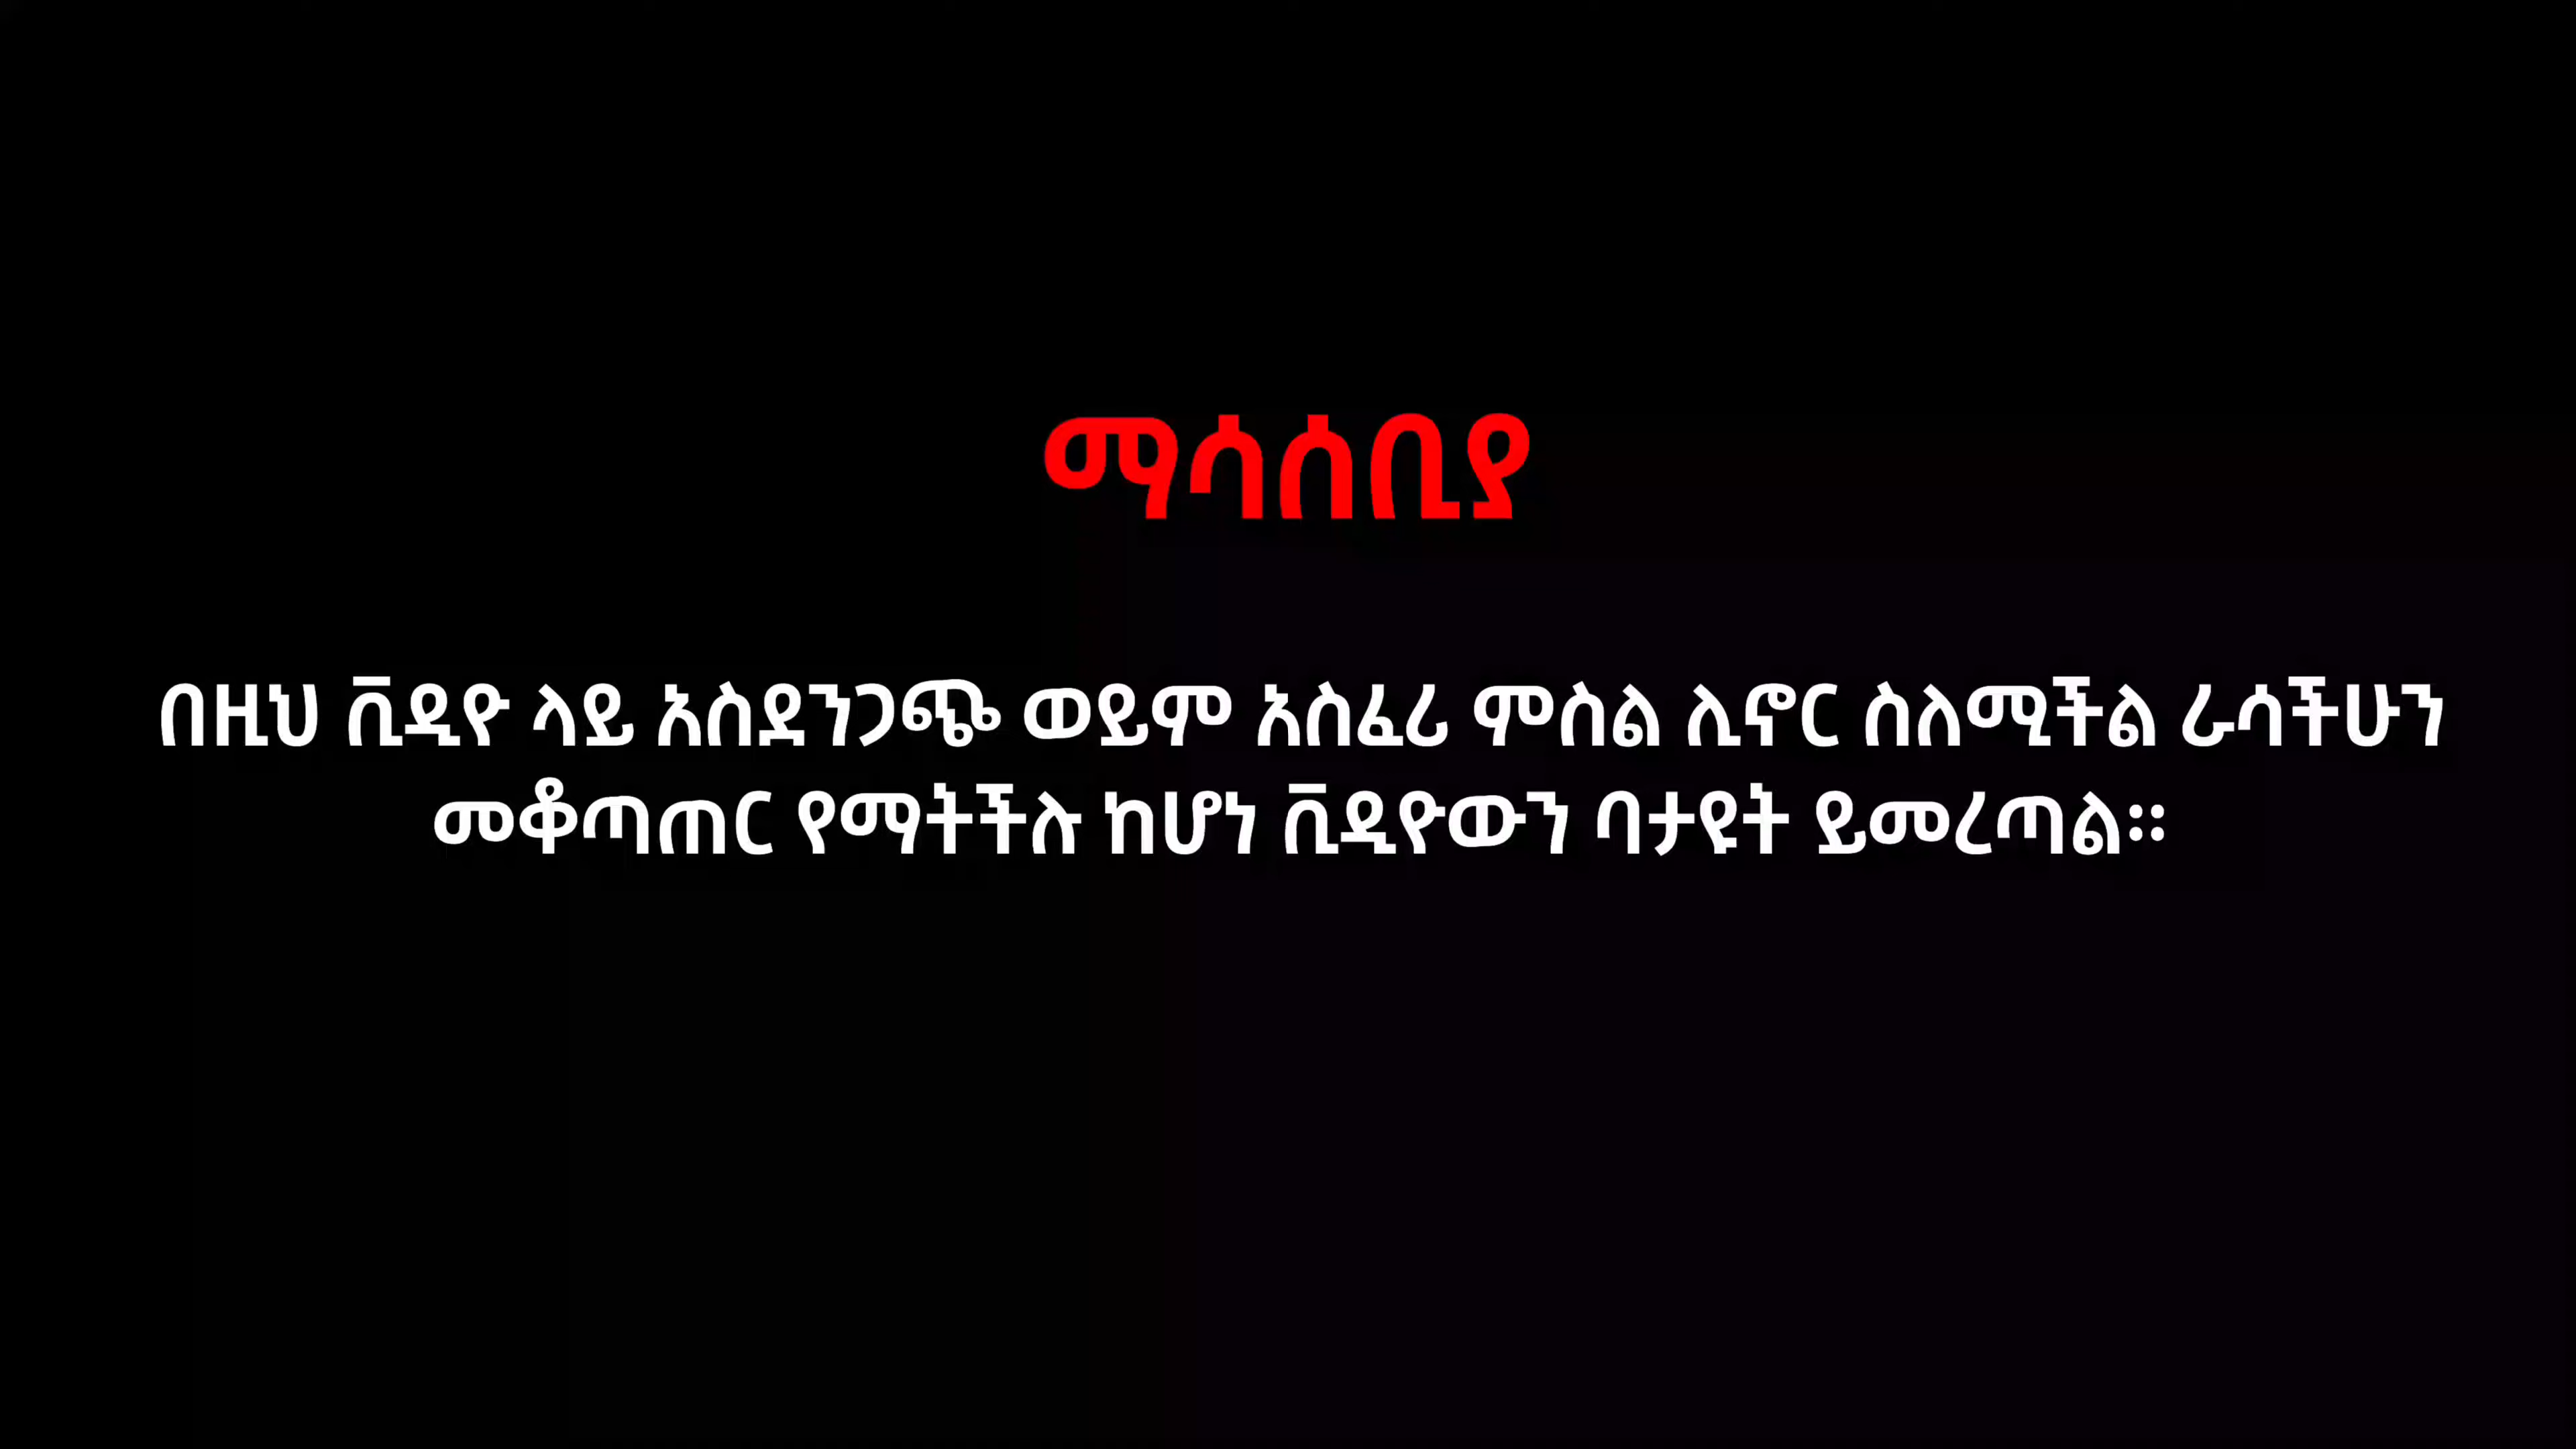 ማሳሰቢያ
በዚህ ቪዲዮ ላይ አስደንጋጭ ወይም አስፈሪ ምስል ሊኖር ስለሚችል ራሳችሁን
መቆጣጠር የማትችሉ ከሆነ ቪዲዮውን ባታዩት ይመረጣል።